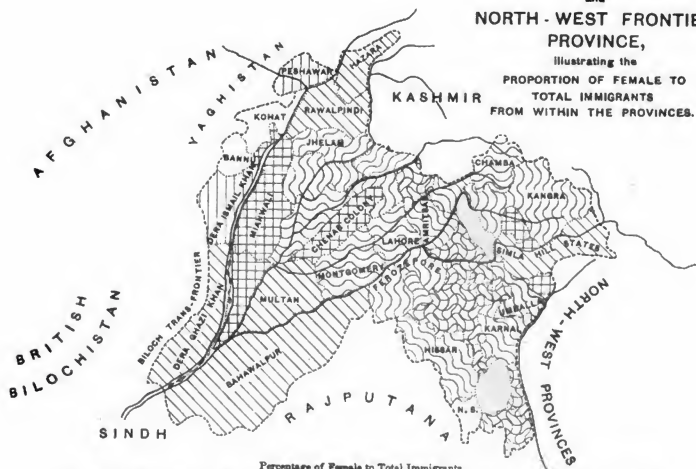 and
NORTH-WEST FRONTIE
PROVINCE,
Illustrating the
PROPORTION OF FEMALE TO
TOTAL IMMIGRANTS
FROM WITHIN THE PROVINCES.
AFGHANISTAN
YAGHISTAN
PESHAWAR
HAZARA
KASHMIR
RAWALPINDI
KOHAT
JHELAM
BANNU
CHAMBA
KANGRA
DERA ISMAIL KHAN
MIANWALI
CHENAB COLONY
AMRITSAR
LAHORE
SIMLA HILL STATES
MONTGOMERY
FEROZEPORE
BILOCH TRANS-FRONTIER
DERA GHAZI KHAN
MULTAN
UMBALLA
KARNAL
NORTH-WEST PROVINCES
BRITISH
BILOCHISTAN
HISSAR
BAHAWALPUR
RAJPUTANA
N.S.
SINDH
Percentage of Female to Total Immigrants